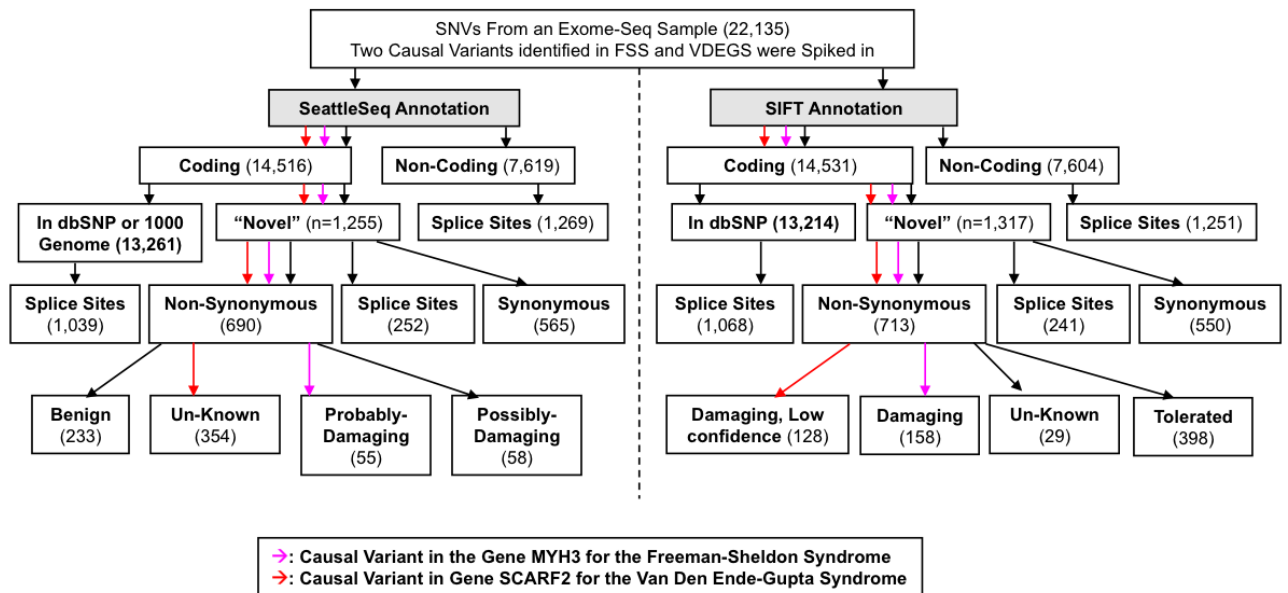 SNVs From an Exome-Seq Sample (22,135)
Two Causal Variants identified in FSS and VDEGS were Spiked in
SeattleSeq Annotation
Coding (14,516)
Non-Coding (7,619)
In dbSNP or 1000
Genome (13,261)
“Novel” (n=1,255)
Splice Sites (1,269)
Splice Sites
(1,039)
Non-Synonymous
(690)
Splice Sites
(252)
Synonymous
(565)
Benign
(233)
Un-Known
(354)
Probably-
Damaging
(55)
Possibly-
Damaging
(58)
SIFT Annotation
Coding (14,531)
Non-Coding (7,604)
In dbSNP (13,214)
“Novel” (n=1,317)
Splice Sites (1,251)
Splice Sites
(1,068)
Non-Synonymous
(713)
Splice Sites
(241)
Synonymous
(550)
Damaging, Low
confidence (128)
Damaging
(158)
Un-Known
(29)
Tolerated
(398)
→: Causal Variant in the Gene MYH3 for the Freeman-Sheldon Syndrome
→: Causal Variant in Gene SCARF2 for the Van Den Ende-Gupta Syndrome